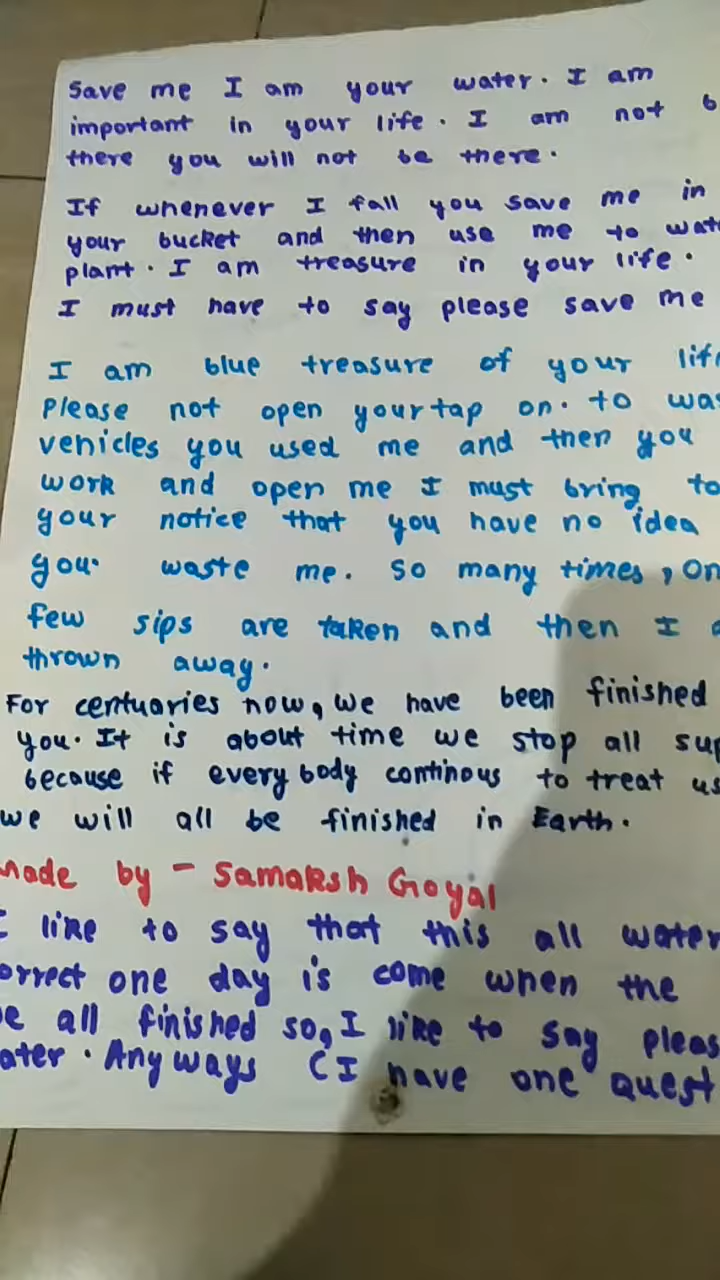 Save me I am your water. I am
important in your life. I am not b
there you will not be there.
If whenever I fall you save me in
your bucket and then use me to wate
plant. I am treasure in your life.
I must have to say please save me
I am blue treasure of your life
Please not open your tap on. to was
vehicles you used me and then you
work and open me I must bring to
your notice that you have no idea
you waste me. So many times, On
few sips are taken and then I a
thrown away.
For centuaries now, we have been finished
you. It is about time we stop all sup
because if every body continous to treat us
we will all be finished in Earth.
made by - Samaksh Goyal
I like to say that this all water
orrect one day is come when the
be all finished so, I like to say pleas
ater. Any ways (I have one quest